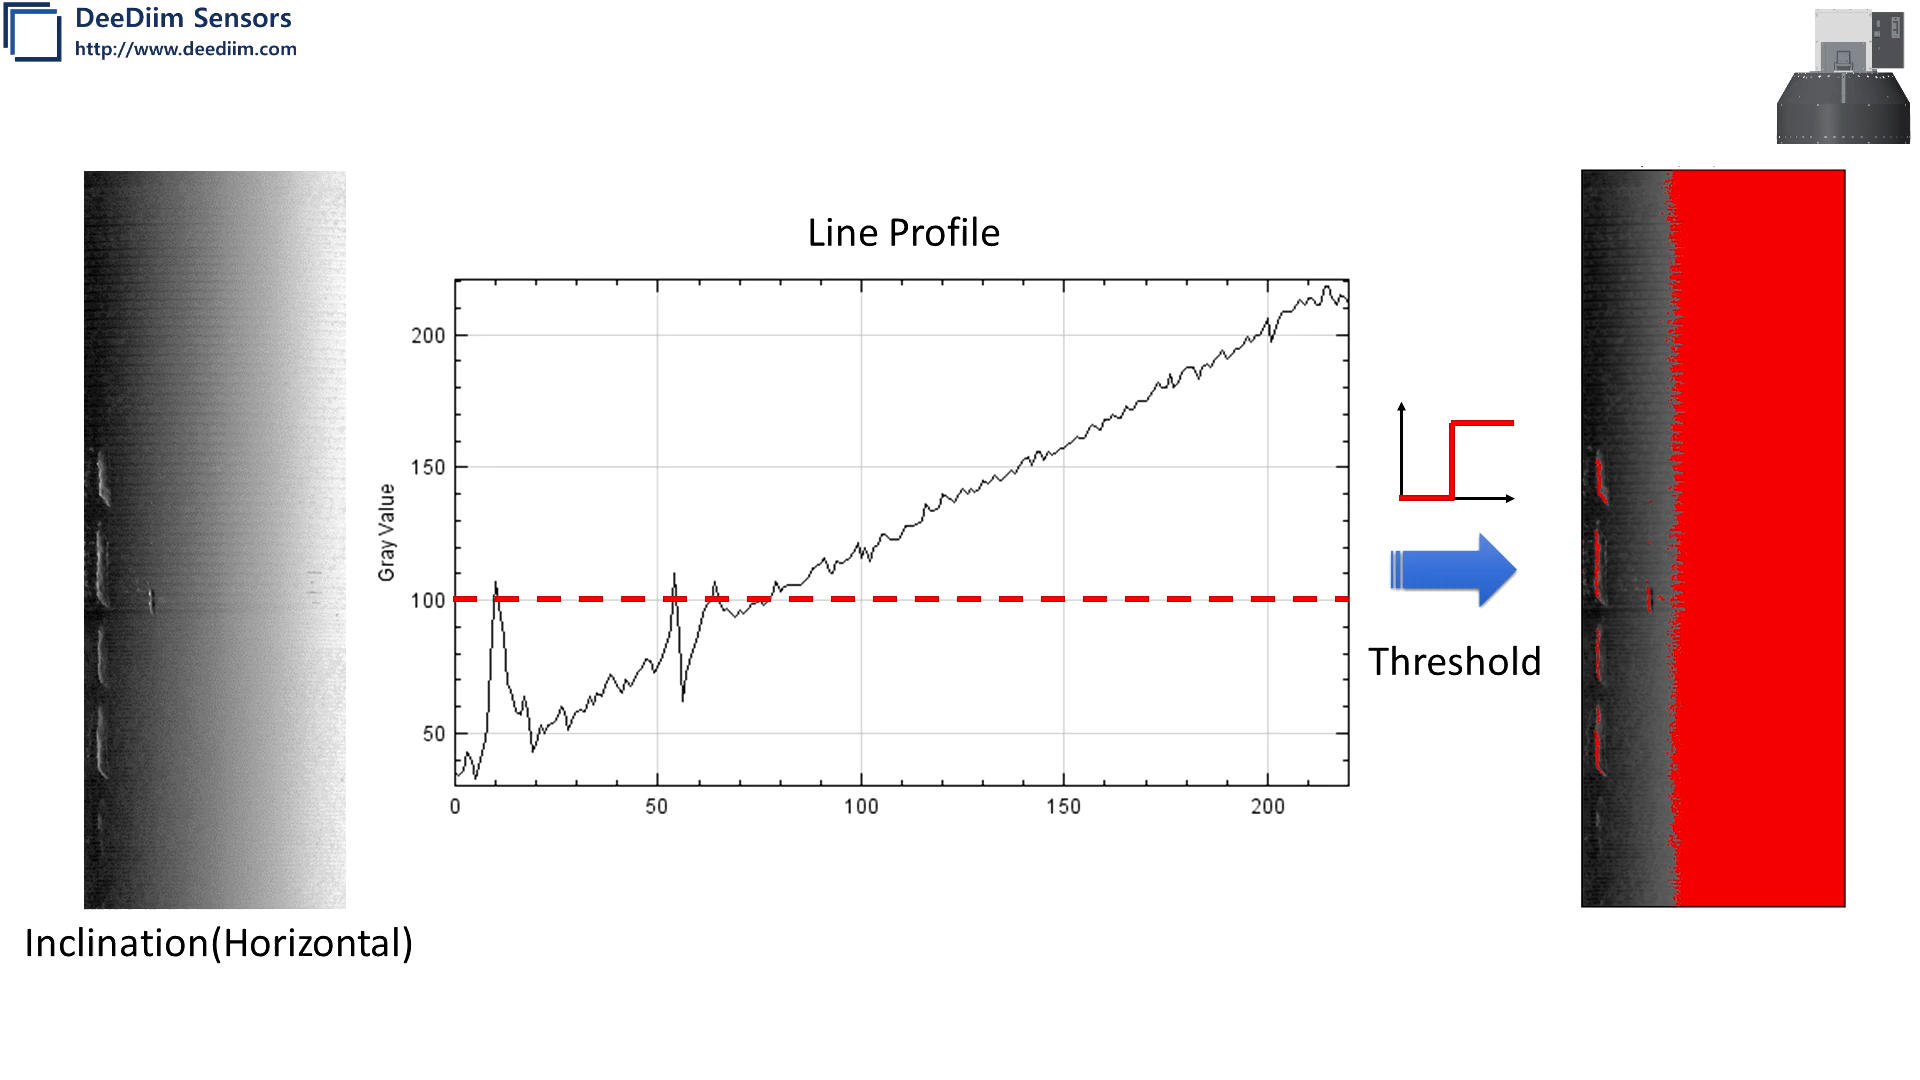 DeeDiim Sensors
http://www.deediim.com
Line Profile
200
150
100
50
Gray Value
0
50
100
150
200
Threshold
Inclination(Horizontal)